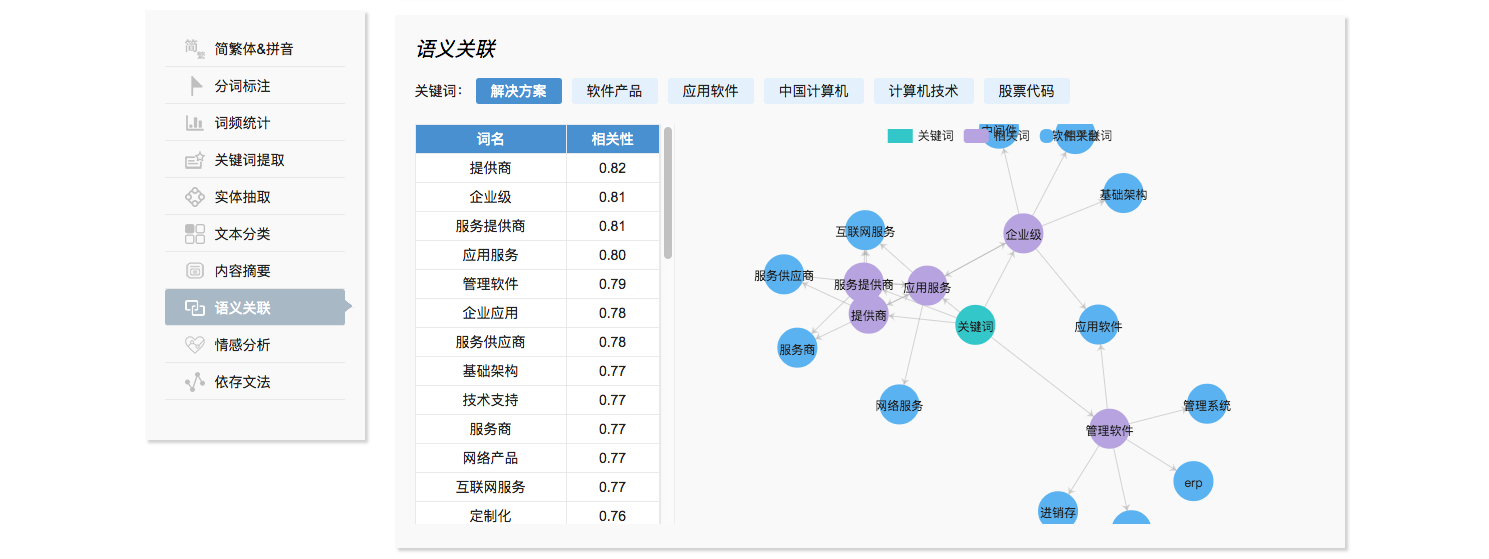 简繁体&拼音
分词标注
词频统计
关键词提取
实体抽取
文本分类
内容摘要
语义关联
情感分析
依存文法
语义关联
关键词： 解决方案 软件产品 应用软件 中国计算机 计算机技术 股票代码
词名 相关性
提供商 0.82
企业级 0.81
服务提供商 0.81
应用服务 0.80
管理软件 0.79
企业应用 0.78
服务供应商 0.78
基础架构 0.77
技术支持 0.77
服务商 0.77
网络产品 0.77
互联网服务 0.77
定制化 0.76
中间件
关键词 相关词
基础架构
互联网服务
企业级
服务供应商
服务提供商
应用服务
提供商
关键词
应用软件
服务商
网络服务
管理系统
管理软件
erp
进销存